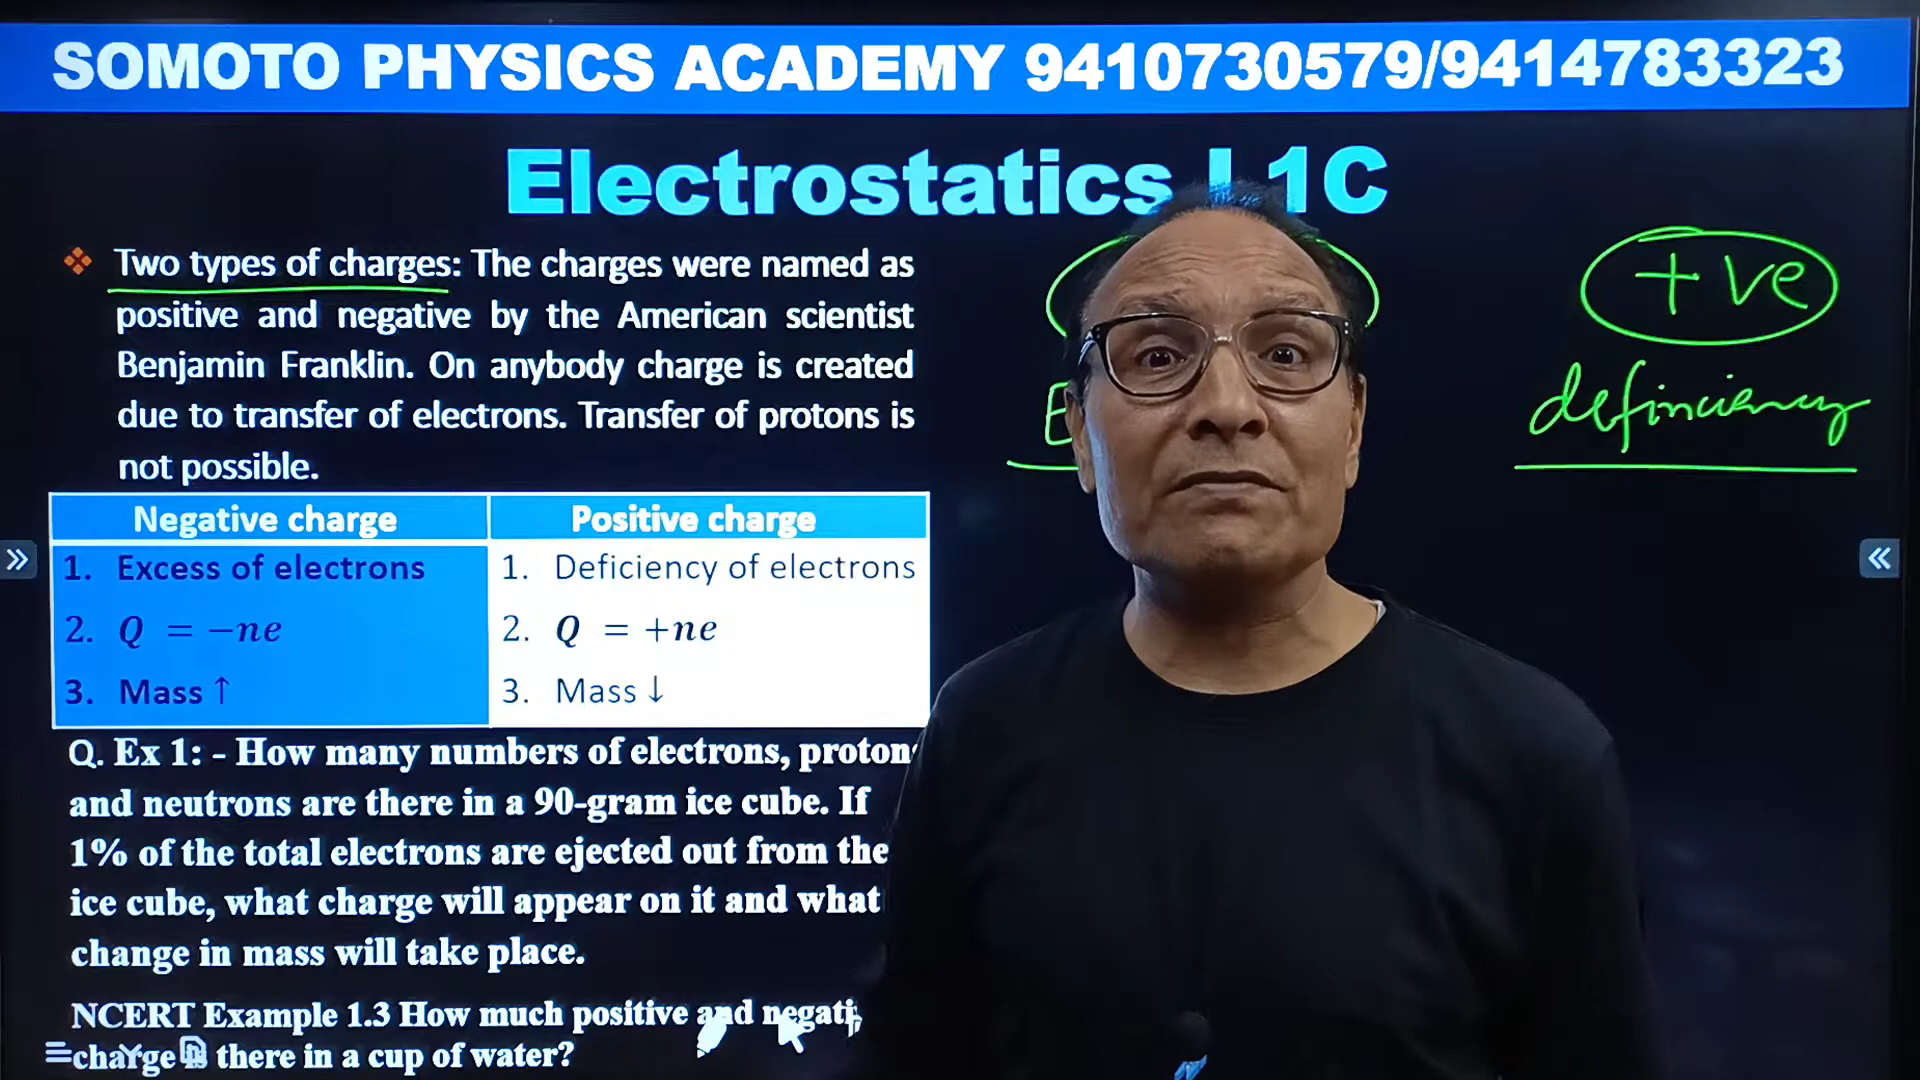 SOMOTO PHYSICS ACADEMY 9410730579/9414783323
Electrostatics L1C
Two types of charges: The charges were named as
positive and negative by the American scientist
Benjamin Franklin. On anybody charge is created
due to transfer of electrons. Transfer of protons is
not possible.
+ve
definciency
Negative charge Positive charge
1. Excess of electrons 1. Deficiency of electrons
2. Q = −ne 2. Q = +ne
3. Mass ↑ 3. Mass ↓
Q. Ex 1: - How many numbers of electrons, proton
and neutrons are there in a 90-gram ice cube. If
1% of the total electrons are ejected out from the
ice cube, what charge will appear on it and what
change in mass will take place.
NCERT Example 1.3 How much positive and negati
charge is there in a cup of water?